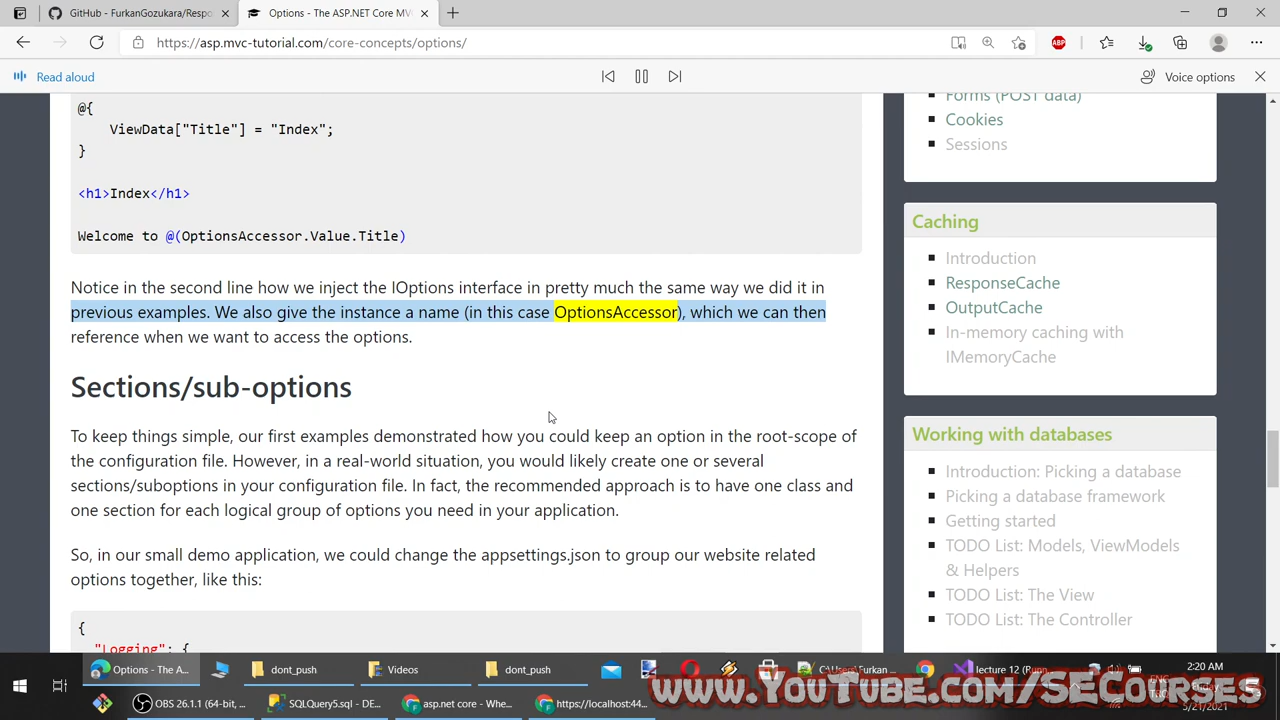 GitHub - FurkanGozukara/Respo
Options - The ASP.NET Core MVC
https://asp.mvc-tutorial.com/core-concepts/options/
ABP
Read aloud
Voice options
@{
ViewData["Title"] = "Index";
}
<h1>Index</h1>
Welcome to @(OptionsAccessor.Value.Title)
Notice in the second line how we inject the IOptions interface in pretty much the same way we did it in
previous examples. We also give the instance a name (in this case OptionsAccessor), which we can then
reference when we want to access the options.
Sections/sub-options
To keep things simple, our first examples demonstrated how you could keep an option in the root-scope of
the configuration file. However, in a real-world situation, you would likely create one or several
sections/suboptions in your configuration file. In fact, the recommended approach is to have one class and
one section for each logical group of options you need in your application.
So, in our small demo application, we could change the appsettings.json to group our website related
options together, like this:
{
"Logging": {
Forms (POST data)
Cookies
Sessions
Caching
Introduction
ResponseCache
OutputCache
In-memory caching with
IMemoryCache
Working with databases
Introduction: Picking a database
Picking a database framework
Getting started
TODO List: Models, ViewModels
& Helpers
TODO List: The View
TODO List: The Controller
Options - The A...
dont_push
Videos
dont_push
C:\Users\Furkan ...
lecture 12 (Runn...
2:20 AM
ENG
Friday
5/21/2021
OBS 26.1.1 (64-bit, ...
SQLQuery5.sql - DE...
asp.net core - Whe...
https://localhost:44...
www.YouTube.com/SECourses